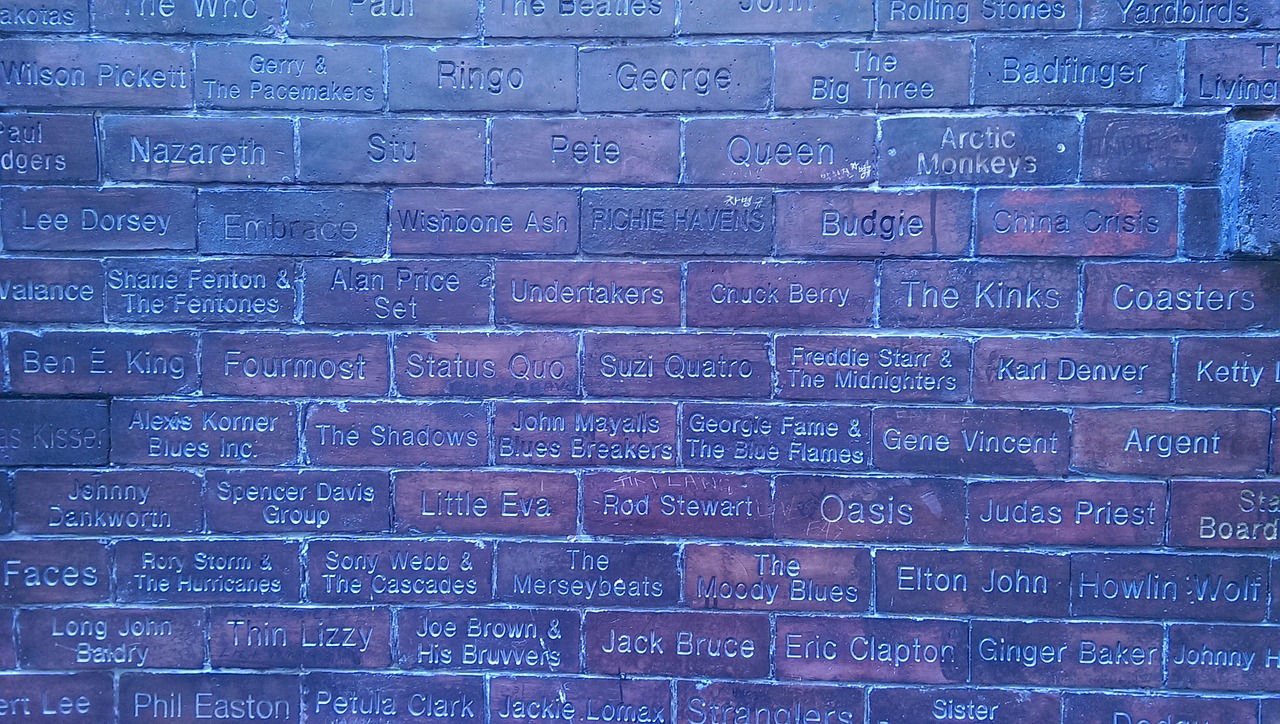 akotas The Who Paul The Beatles John Rolling Stones Yardbirds
Wilson Pickett Gerry & The Pacemakers Ringo George The Big Three Badfinger Living
Paul dgers Nazareth Stu Pete Queen Arctic Monkeys
Lee Dorsey Embrace Wishbone Ash RICHIE HAVENS Budgie China Crisis
Valance Shane Fenton & The Fentones Alan Price Set Undertakers Chuck Berry The Kinks Coasters
Ben E. King Fourmost Status Quo Suzi Quatro Freddie Starr & The Midnighters Karl Denver Ketty
as Kisser Alexis Korner Blues Inc. The Shadows John Mayalls Blues Breakers Georgie Fame & The Blue Flames Gene Vincent Argent
Johnny Dankworth Spencer Davis Group Little Eva Rod Stewart Oasis Judas Priest Sta Board
Faces Rory Storm & The Hurricanes Sony Webb & The Cascades The Merseybeats The Moody Blues Elton John Howlin Wolf
Long John Baldry Thin Lizzy Joe Brown & His Bruvvers Jack Bruce Eric Clapton Ginger Baker Johnny H
ert Lee Phil Easton Petula Clark Jackie Lomax Stranglers Sister